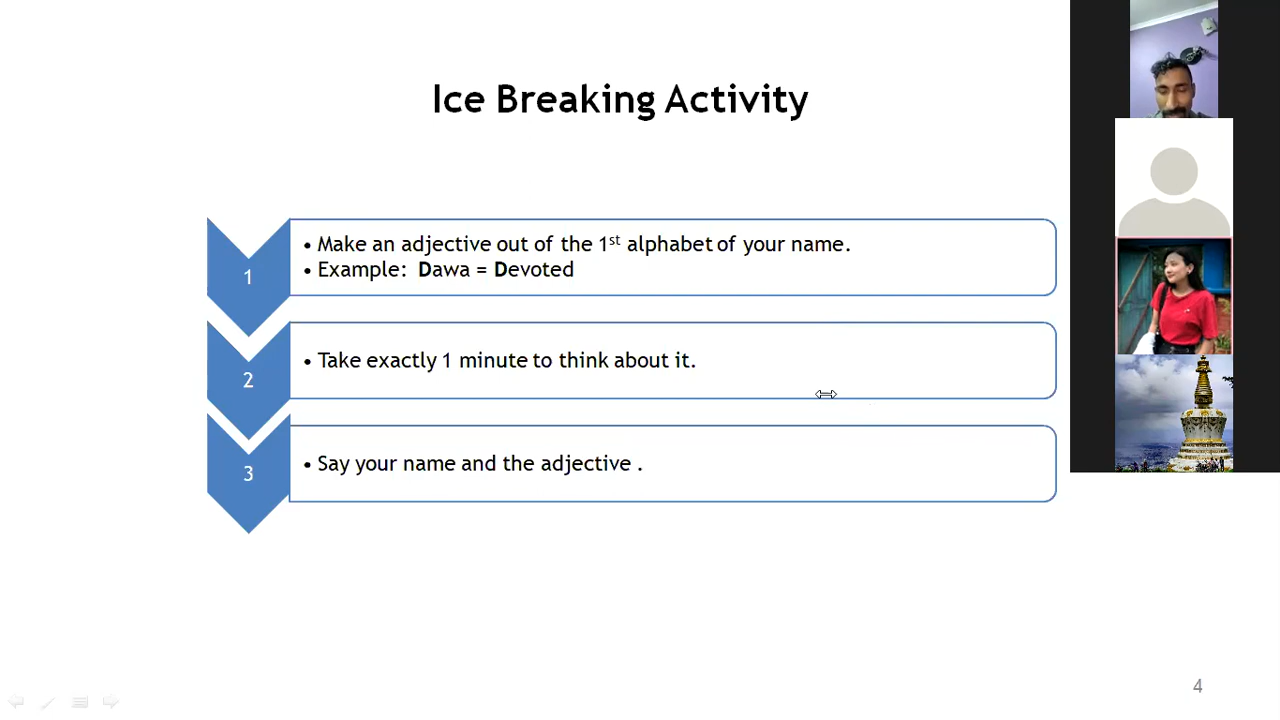 Ice Breaking Activity
1
• Make an adjective out of the 1st alphabet of your name.
• Example: Dawa = Devoted
2
• Take exactly 1 minute to think about it.
3
• Say your name and the adjective .
4